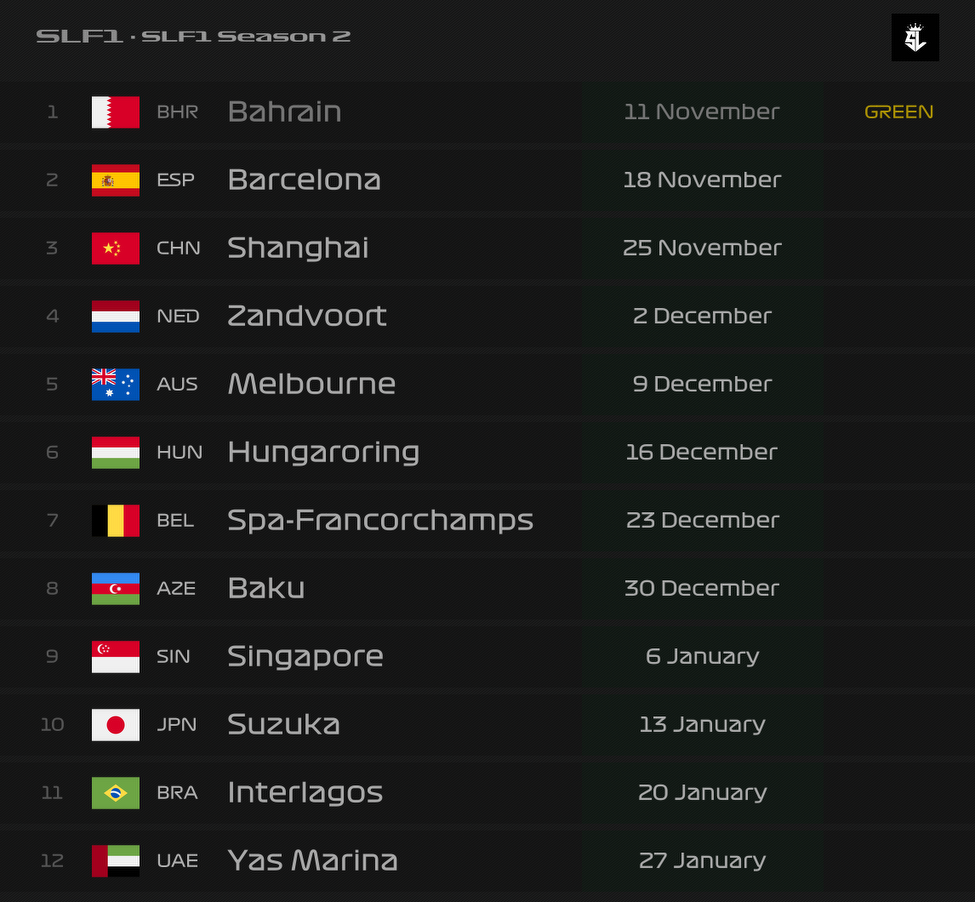 SLF1 · SLF1 Season 2
SL
1 BHR Bahrain 11 November GREEN
2 ESP Barcelona 18 November
3 CHN Shanghai 25 November
4 NED Zandvoort 2 December
5 AUS Melbourne 9 December
6 HUN Hungaroring 16 December
7 BEL Spa-Francorchamps 23 December
8 AZE Baku 30 December
9 SIN Singapore 6 January
10 JPN Suzuka 13 January
11 BRA Interlagos 20 January
12 UAE Yas Marina 27 January